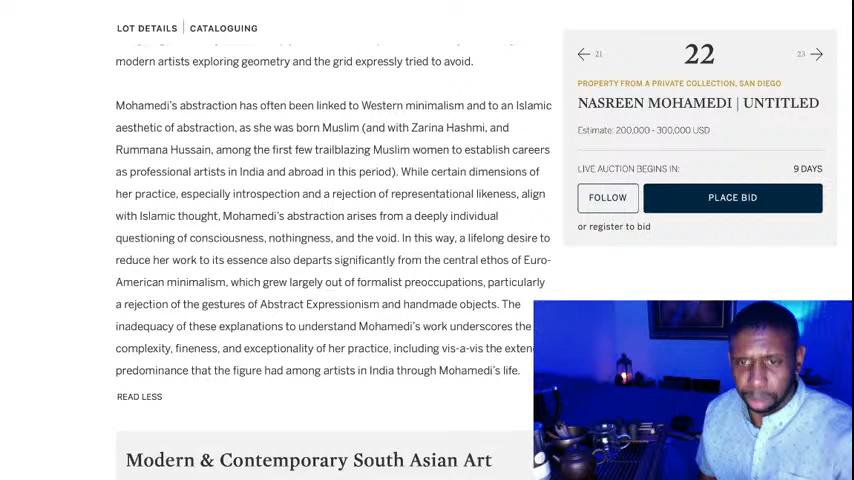 LOT DETAILS | CATALOGUING
modern artists exploring geometry and the grid expressly tried to avoid.
Mohamedi's abstraction has often been linked to Western minimalism and to an Islamic
aesthetic of abstraction, as she was born Muslim (and with Zarina Hashmi, and
Rummana Hussain, among the first few trailblazing Muslim women to establish careers
as professional artists in India and abroad in this period). While certain dimensions of
her practice, especially introspection and a rejection of representational likeness, align
with Islamic thought, Mohamedi's abstraction arises from a deeply individual
questioning of consciousness, nothingness, and the void. In this way, a lifelong desire to
reduce her work to its essence also departs significantly from the central ethos of Euro-
American minimalism, which grew largely out of formalist preoccupations, particularly
a rejection of the gestures of Abstract Expressionism and handmade objects. The
inadequacy of these explanations to understand Mohamedi's work underscores the
complexity, fineness, and exceptionality of her practice, including vis-a-vis the
predominance that the figure had among artists in India through Mohamedi's life.
READ LESS
Modern & Contemporary South Asian Art
21 22 23
PROPERTY FROM A PRIVATE COLLECTION, SAN DIEGO
NASREEN MOHAMEDI | UNTITLED
Estimate: 200,000 - 300,000 USD
LIVE AUCTION BEGINS IN: 9 DAYS
FOLLOW PLACE BID
or register to bid